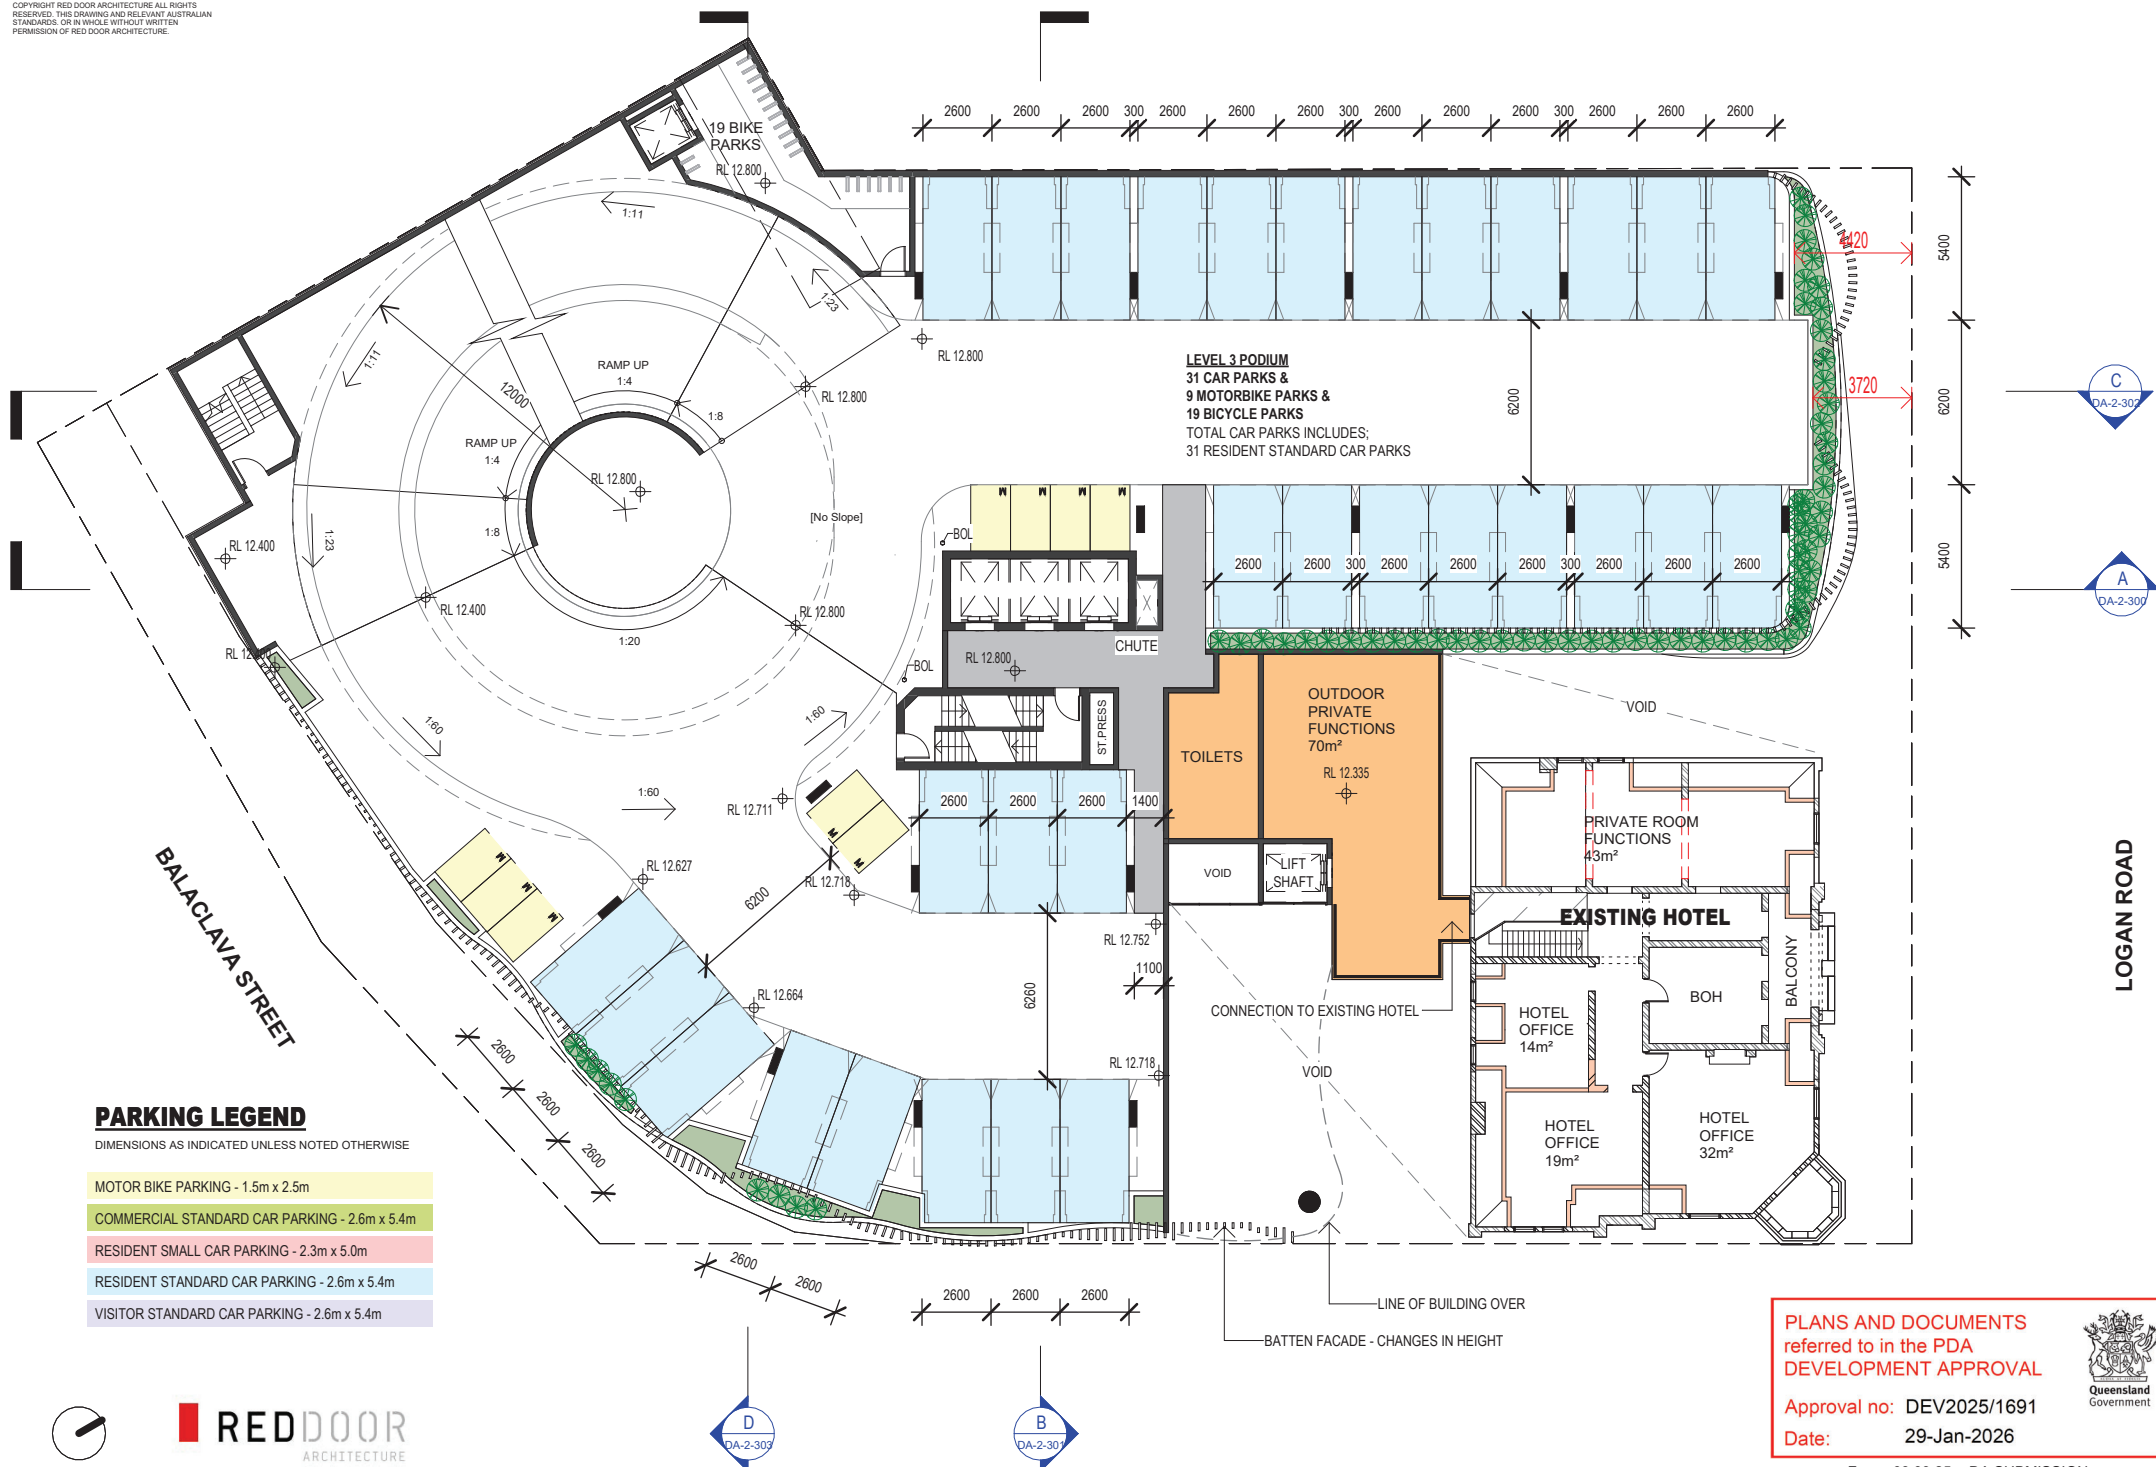 COPYRIGHT RED DOOR ARCHITECTURE ALL RIGHTS
RESERVED. THIS DRAWING AND RELEVANT AUSTRALIAN
STANDARDS. OR IN WHOLE WITHOUT WRITTEN
PERMISSION OF RED DOOR ARCHITECTURE.
2600 2600 2600 300 2600 2600 300 2600 2600 2600 300 2600 2600 2600
19 BIKE
PARKS
RL 12.800
1:11
1:23
4420
5400
RL 12.800
1:11
RAMP UP
1:4
12000
RL 12.800
1:8
LEVEL 3 PODIUM
31 CAR PARKS &
9 MOTORBIKE PARKS &
19 BICYCLE PARKS
TOTAL CAR PARKS INCLUDES;
31 RESIDENT STANDARD CAR PARKS
6200
3720
6200
C
DA-2-302
RAMP UP
1:4
RL 12.800
M M M M
[No Slope]
1:8
1:23
RL 12.400
BOL
2600 2600 300 2600 2600 2600 300 2600 2600 2600
5400
A
DA-2-300
RL 12.400
RL 12.800
1:20
CHUTE
RL 12.800
BOL
OUTDOOR
PRIVATE
FUNCTIONS
70m²
RL 12.335
VOID
1:60
1:60
ST.PRESS
TOILETS
1:60
RL 12.711
2600 2600 2600 1400
M
M
PRIVATE ROOM
FUNCTIONS
43m²
LOGAN ROAD
BALACLAVA STREET
M
M
M
RL 12.627
RL 12.718
6200
VOID
LIFT
SHAFT
EXISTING HOTEL
RL 12.752
1100
BALCONY
BOH
RL 12.664
6260
CONNECTION TO EXISTING HOTEL
HOTEL
OFFICE
14m²
RL 12.718
VOID
2600
2600
2600
HOTEL
OFFICE
19m²
HOTEL
OFFICE
32m²
PARKING LEGEND
DIMENSIONS AS INDICATED UNLESS NOTED OTHERWISE
MOTOR BIKE PARKING - 1.5m x 2.5m
COMMERCIAL STANDARD CAR PARKING - 2.6m x 5.4m
RESIDENT SMALL CAR PARKING - 2.3m x 5.0m
RESIDENT STANDARD CAR PARKING - 2.6m x 5.4m
VISITOR STANDARD CAR PARKING - 2.6m x 5.4m
2600
2600
2600 2600 2600
LINE OF BUILDING OVER
BATTEN FACADE - CHANGES IN HEIGHT
PLANS AND DOCUMENTS
referred to in the PDA
DEVELOPMENT APPROVAL
Approval no: DEV2025/1691
Date: 29-Jan-2026
Queensland
Government
REDDOOR
ARCHITECTURE
D
DA-2-303
B
DA-2-301